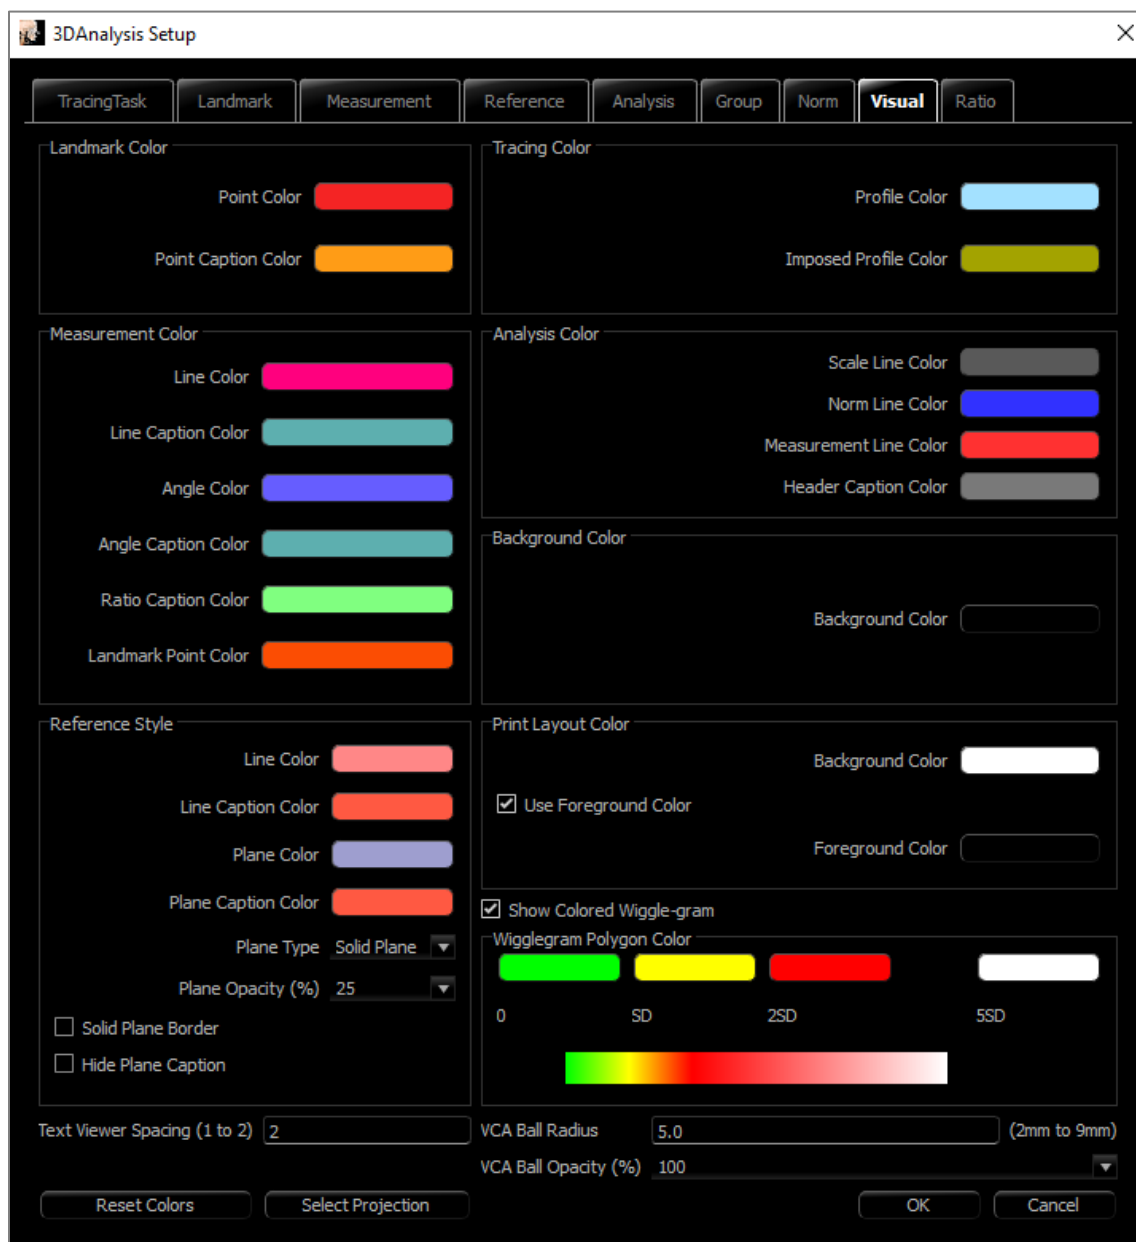 3DAnalysis Setup
TracingTask Landmark Measurement Reference Analysis Group Norm Visual Ratio
Landmark Color
Point Color
Point Caption Color
Tracing Color
Profile Color
Imposed Profile Color
Measurement Color
Line Color
Line Caption Color
Angle Color
Angle Caption Color
Ratio Caption Color
Landmark Point Color
Analysis Color
Scale Line Color
Norm Line Color
Measurement Line Color
Header Caption Color
Background Color
Background Color
Reference Style
Line Color
Line Caption Color
Plane Color
Plane Caption Color
Plane Type Solid Plane
Plane Opacity (%) 25
Solid Plane Border
Hide Plane Caption
Print Layout Color
Background Color
Use Foreground Color
Foreground Color
Show Colored Wiggle-gram
Wigglegram Polygon Color
0 SD 2SD 5SD
Text Viewer Spacing (1 to 2) 2
VCA Ball Radius 5.0 (2mm to 9mm)
VCA Ball Opacity (%) 100
Reset Colors Select Projection OK Cancel